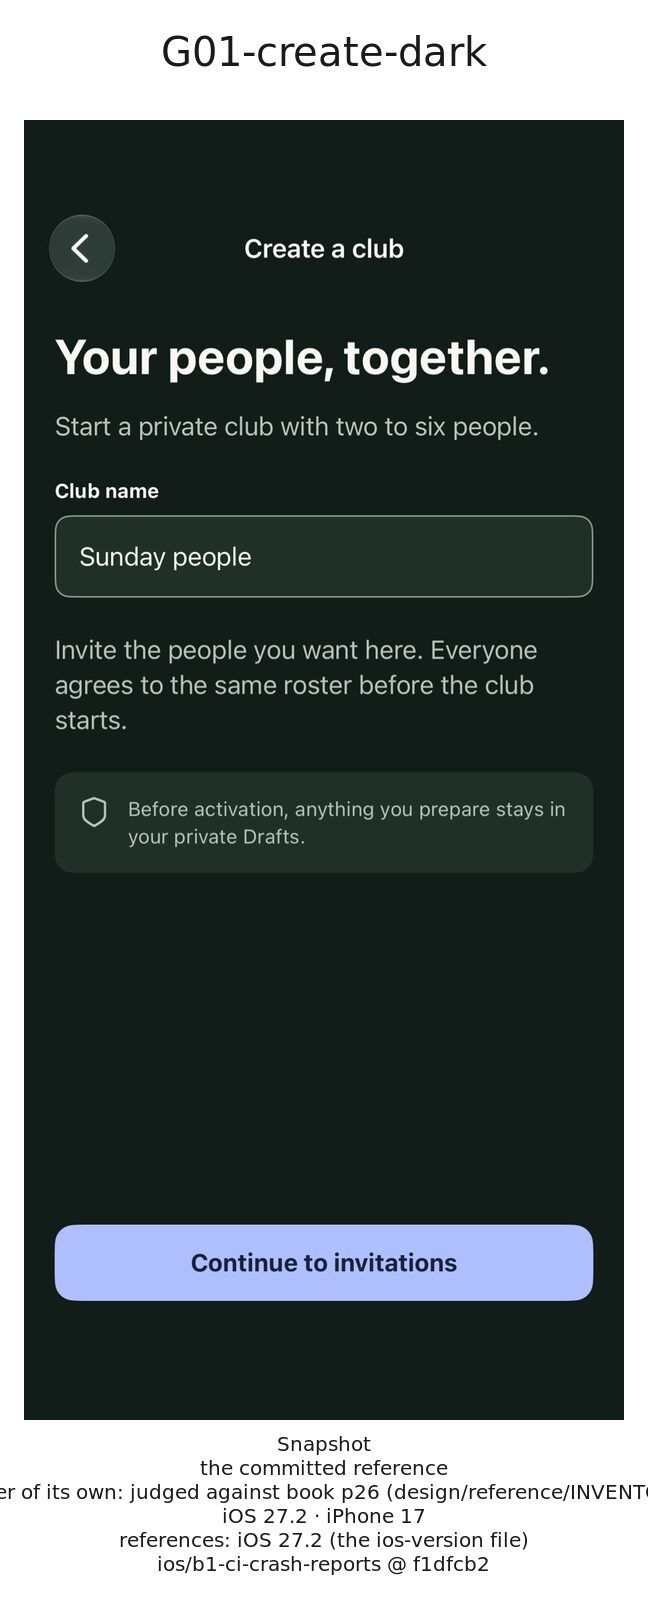 G01-create-dark
Create a club
Your people, together.
Start a private club with two to six people.
Club name
Sunday people
Invite the people you want here. Everyone
agrees to the same roster before the club
starts.
Before activation, anything you prepare stays in
your private Drafts.
Continue to invitations
Snapshot
the committed reference
of its own: judged against book p26 (design/reference/
iOS 27.2 · iPhone 17
references: iOS 27.2 (the ios-version file)
ios/b1-ci-crash-reports @ f1dfcb2